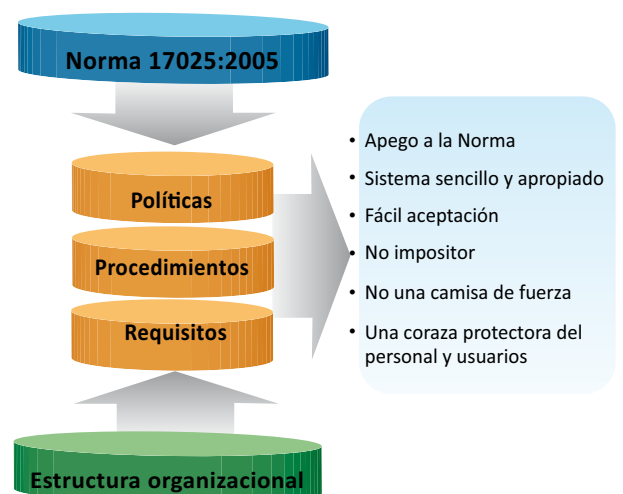 Norma 17025:2005
Políticas
Procedimientos
Requisitos
Estructura organizacional
• Apego a la Norma
• Sistema sencillo y apropiado
• Fácil aceptación
• No impositor
• No una camisa de fuerza
• Una coraza protectora del
personal y usuarios